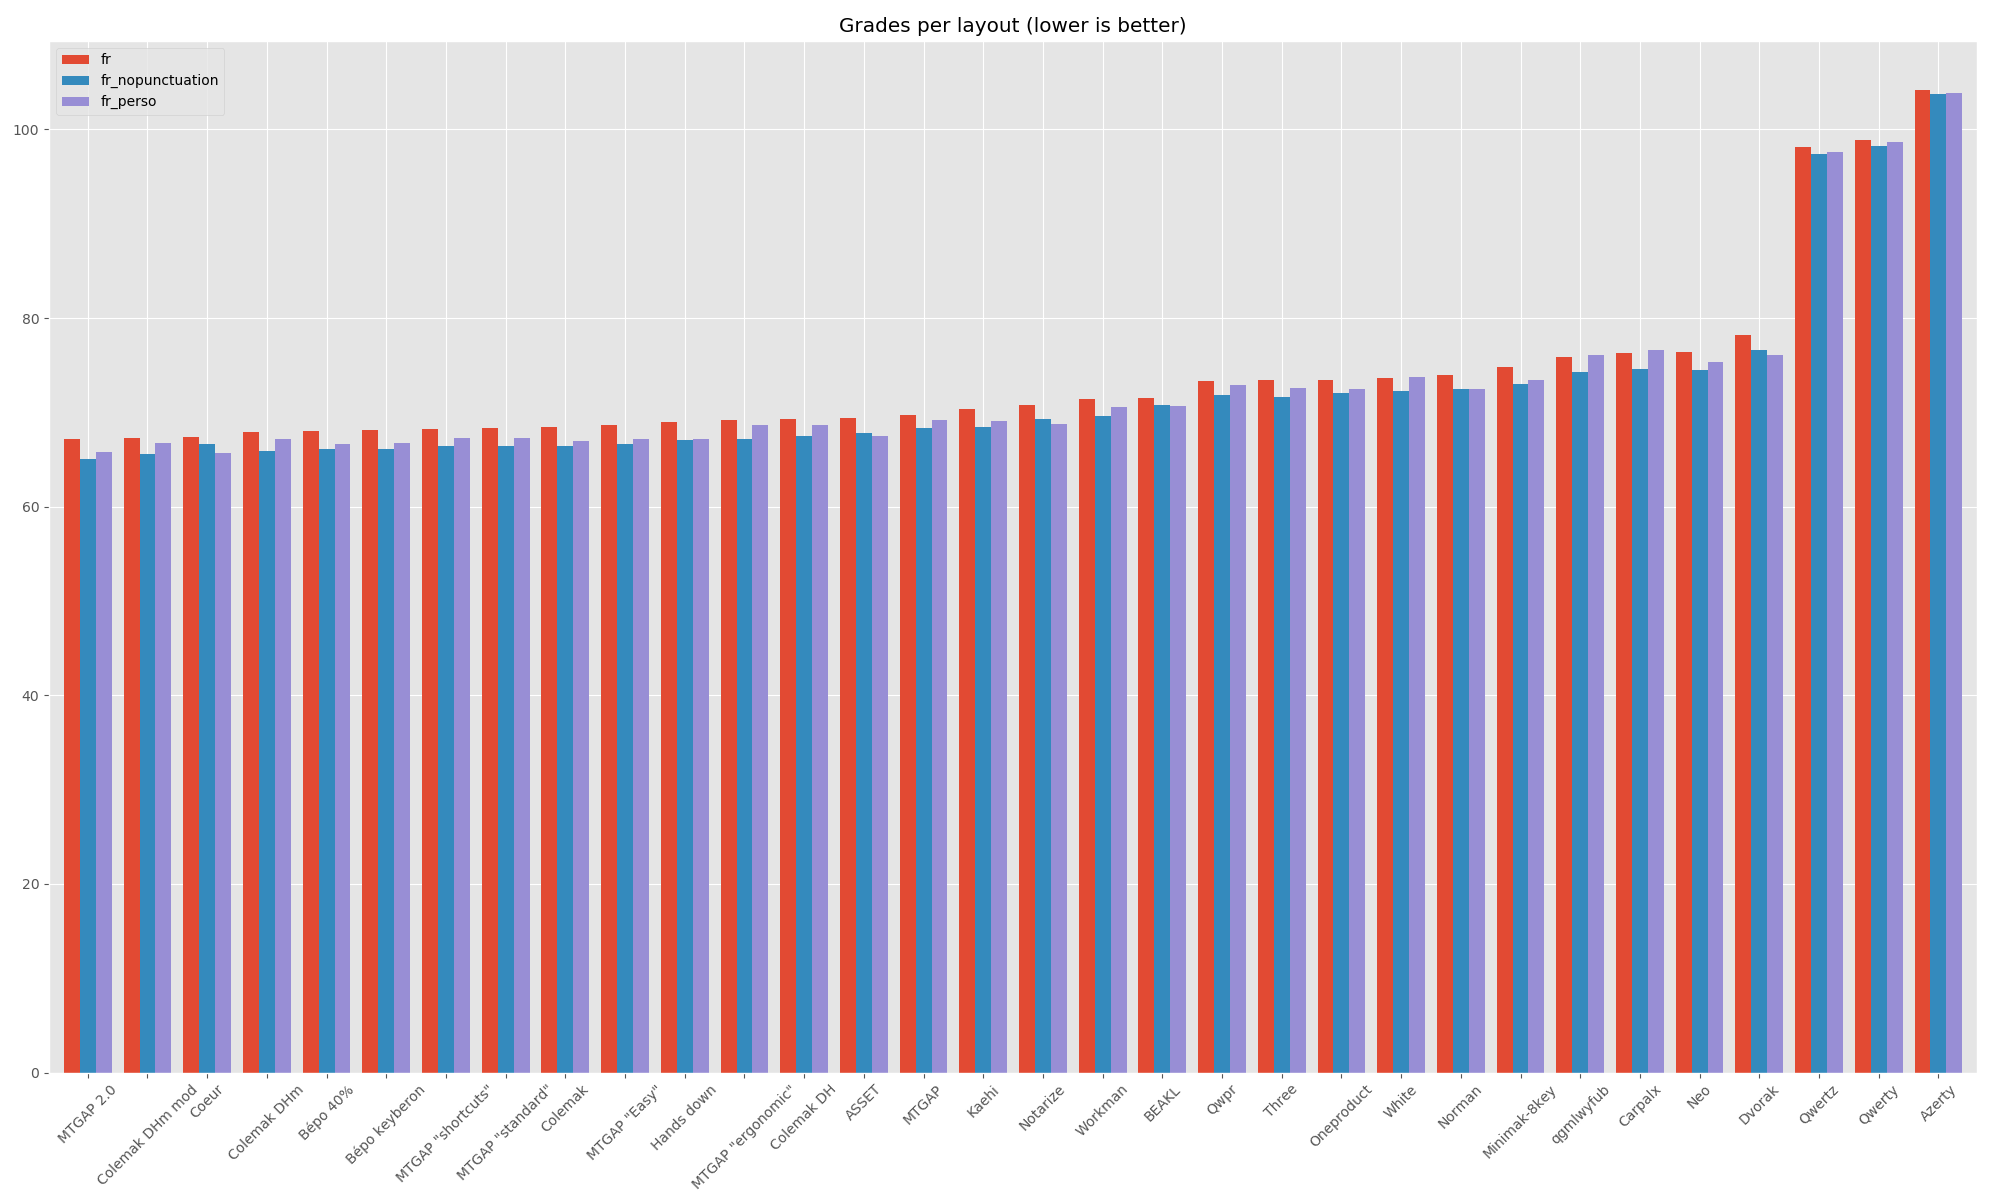 Grades per layout (lower is better)
fr
fr_nopunctuation
fr_perso
100
80
60
40
20
0
MTGAP 2.0
Colemak DHm mod
Coeur
Colemak DHm
Bépo 40%
Bépo keyberon
MTGAP "shortcuts"
MTGAP "standard"
Colemak
MTGAP "Easy"
Hands down
MTGAP "ergonomic"
Colemak DH
ASSET
MTGAP
Kaehi
Notarize
Workman
BEAKL
Qwpr
Three
Oneproduct
White
Norman
Minimak-8key
qgmlwyfub
Carpalx
Neo
Dvorak
Qwertz
Qwerty
Azerty